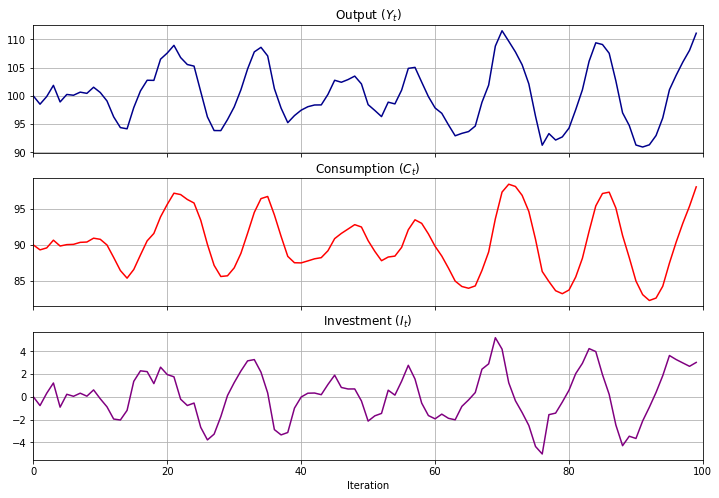 Output (Y_t)
110
105
100
95
90
Consumption (C_t)
95
90
85
Investment (I_t)
4
2
0
−2
−4
0 20 40 60 80 100
Iteration